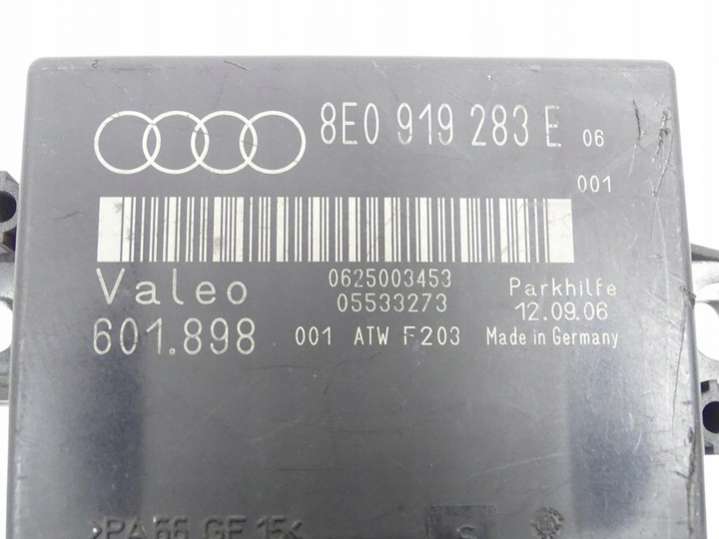 8E0 919 283 E 06
001
0625003453
Valeo 05533273 Parkhilfe
12.09.06
601.898 001 ATW F203 Made in Germany
>PA66 GF 15<